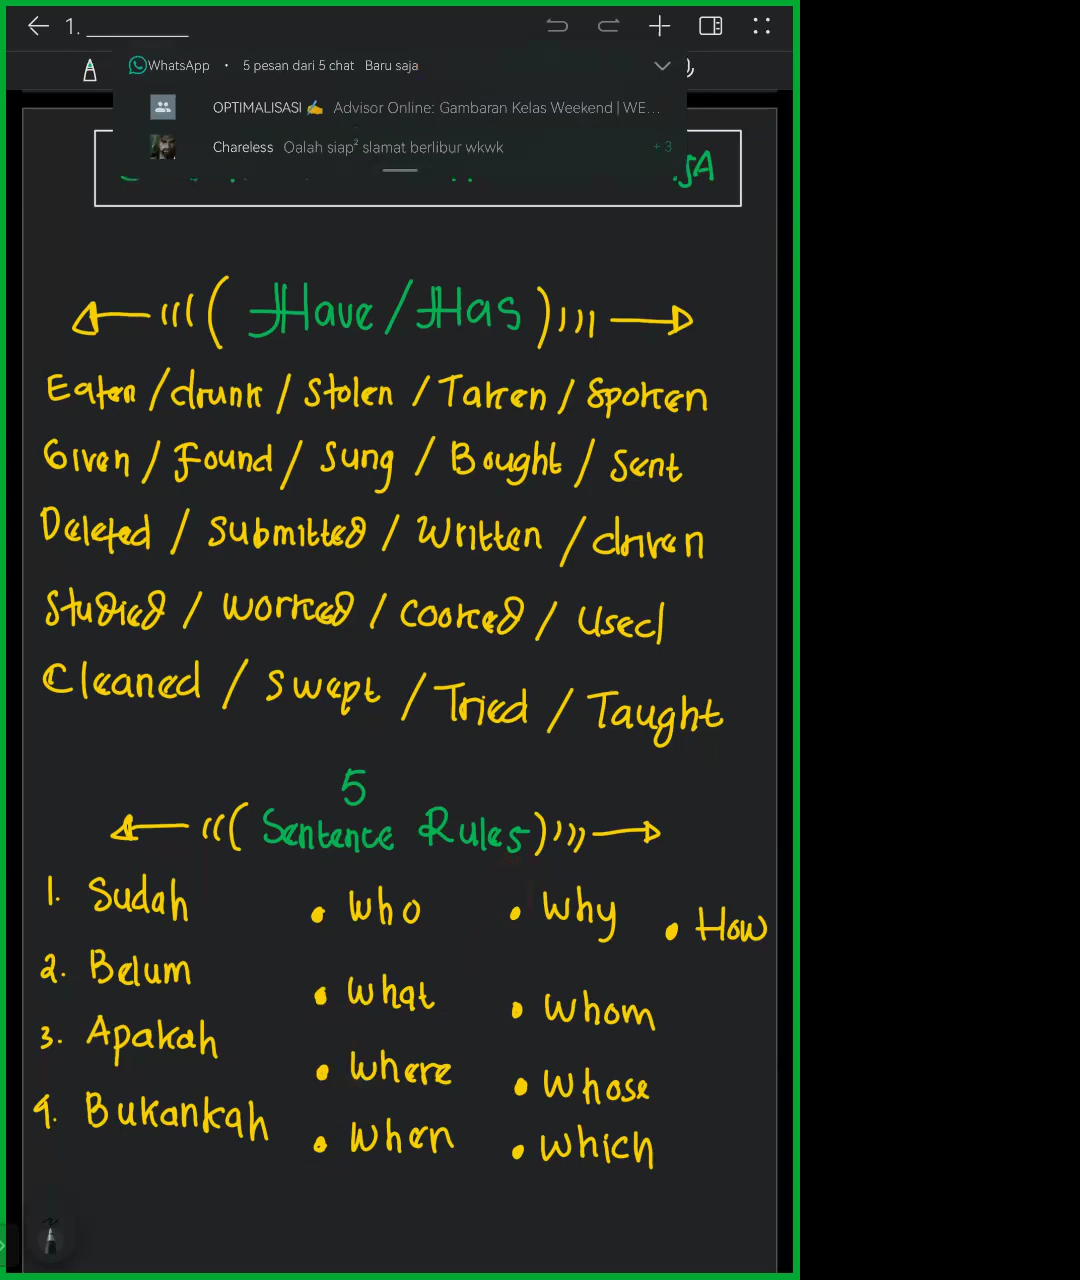 1. __________
WhatsApp • 5 pesan dari 5 chat Baru saja
OPTIMALISASI ✍️ Advisor Online: Gambaran Kelas Weekend | WE...
Chareless Oalah siap² slamat berlibur wkwk + 3
Have / Has
Eaten / drunk / Stolen / Taken / Spoken
Given / Found / Sung / Bought / Sent
Deleted / Submitted / Written / driven
Studied / Worked / Cooked / Used
Cleaned / Swept / Tried / Taught
5
Sentence Rules
1. Sudah
2. Belum
3. Apakah
4. Bukankah
• Who
• What
• Where
• When
• Why
• Whom
• Whose
• Which
• How